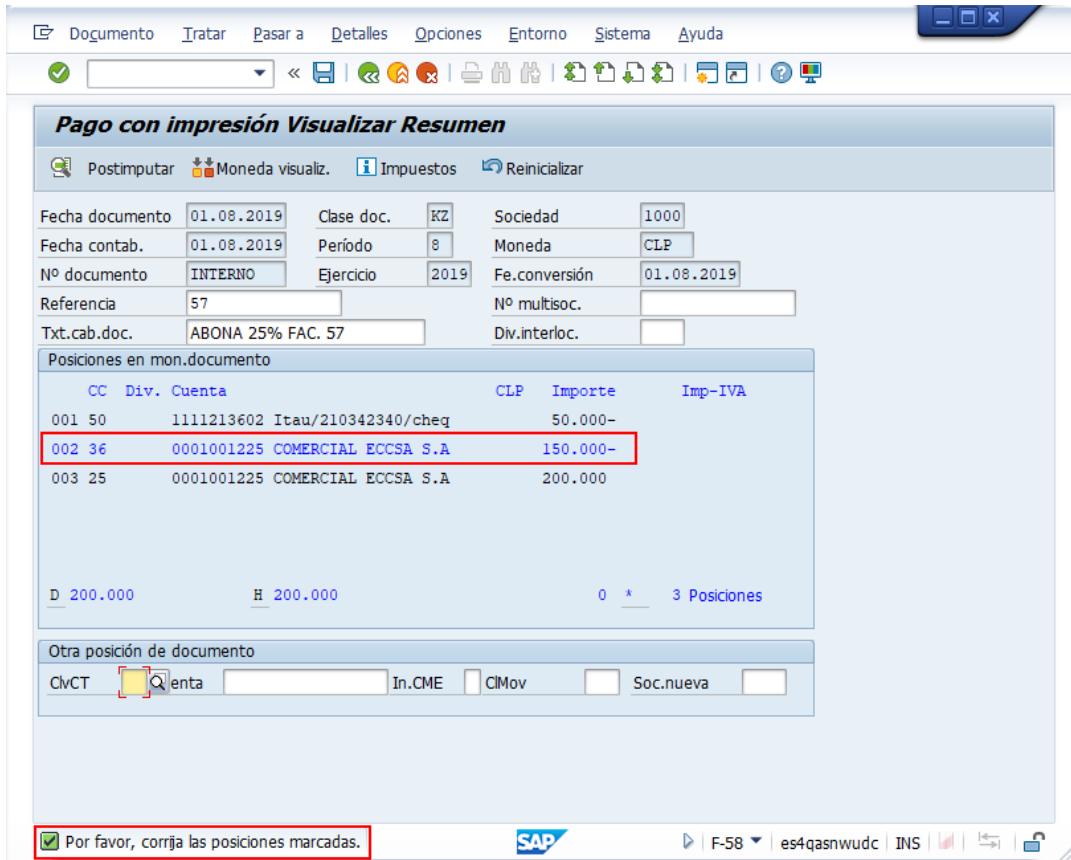 Documento Tratar Pasar a Detalles Opciones Entorno Sistema Ayuda
Pago con impresión Visualizar Resumen
Postimputar Moneda visualiz. Impuestos Reinicializar
Fecha documento 01.08.2019 Clase doc. KZ Sociedad 1000
Fecha contab. 01.08.2019 Período 8 Moneda CLP
Nº documento INTERNO Ejercicio 2019 Fe.conversión 01.08.2019
Referencia 57 Nº multisoc.
Txt.cab.doc. ABONA 25% FAC. 57 Div.interloc.
Posiciones en mon.documento
CC Div. Cuenta CLP Importe Imp-IVA
001 50 1111213602 Itau/210342340/cheq 50.000-
002 36 0001001225 COMERCIAL ECCSA S.A 150.000-
003 25 0001001225 COMERCIAL ECCSA S.A 200.000
D 200.000 H 200.000 0 * 3 Posiciones
Otra posición de documento
ClvCT enta In.CME ClMov Soc.nueva
Por favor, corrija las posiciones marcadas. SAP F-58 es4qasnwudc INS